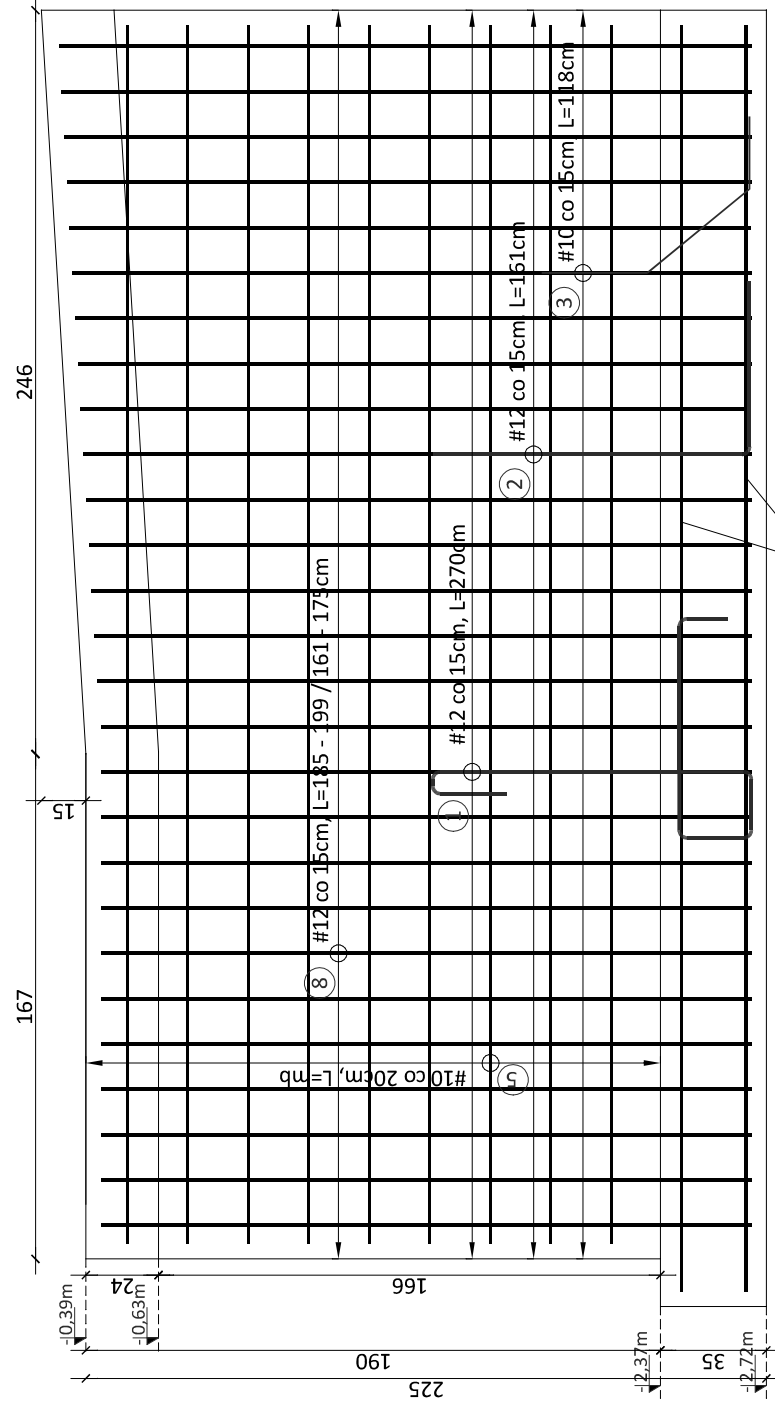 246
167
15
#10 co 15cm, L=118cm
3
#12 co 15cm, L=161cm
2
#12 co 15cm, L=270cm
1
#12 co 15cm, L=185 - 199 / 161 - 175cm
8
#10 co 20cm, L=mb
5
24
166
190
35
225
-0,39m
-0,63m
-2,37m
-2,72m